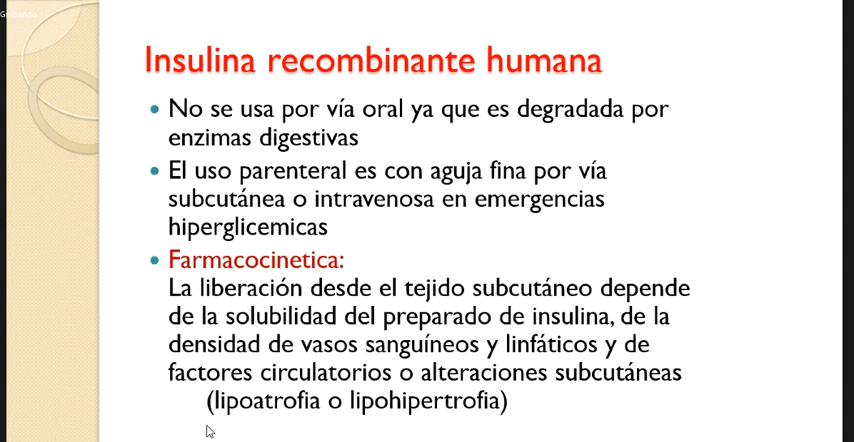 Grabando
Insulina recombinante humana
• No se usa por vía oral ya que es degradada por
enzimas digestivas
• El uso parenteral es con aguja fina por vía
subcutánea o intravenosa en emergencias
hiperglicemicas
• Farmacocinetica:
La liberación desde el tejido subcutáneo depende
de la solubilidad del preparado de insulina, de la
densidad de vasos sanguíneos y linfáticos y de
factores circulatorios o alteraciones subcutáneas
(lipoatrofia o lipohipertrofia)